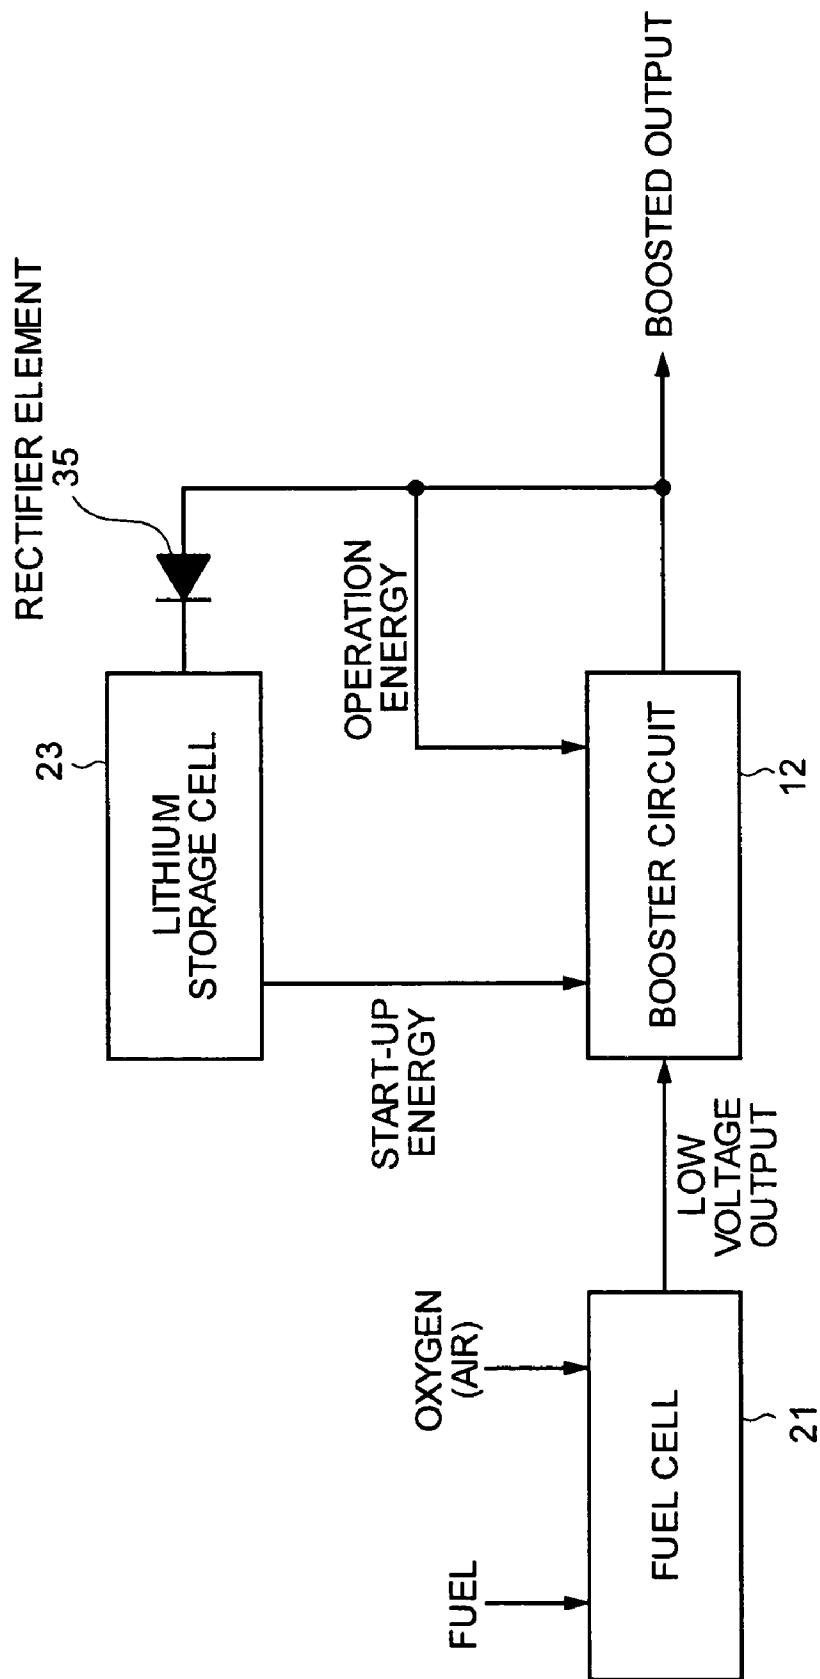 RECTIFIER ELEMENT
35
23
LITHIUM
STORAGE CELL
START-UP
ENERGY
OPERATION
ENERGY
BOOSTED OUTPUT
BOOSTER CIRCUIT
12
LOW
VOLTAGE
OUTPUT
OXYGEN
(AIR)
FUEL
FUEL CELL
21